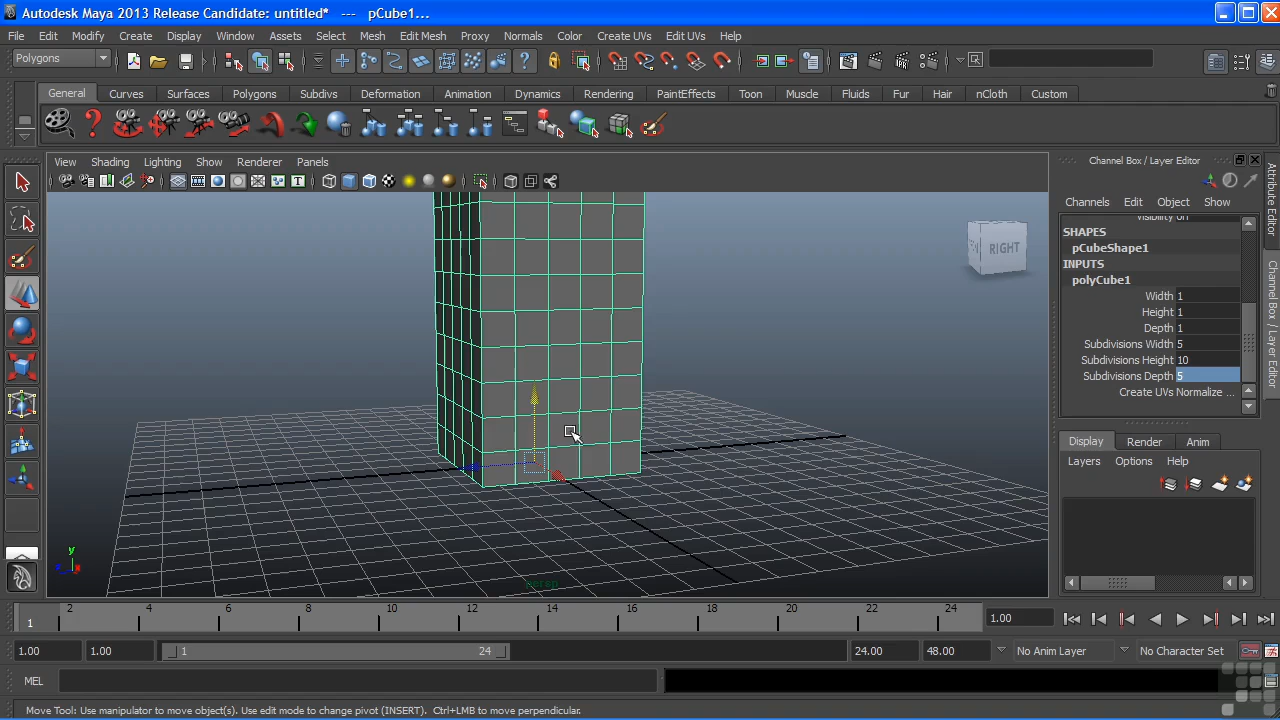 Autodesk Maya 2013 Release Candidate: untitled* --- pCube1...
File Edit Modify Create Display Window Assets Select Mesh Edit Mesh Proxy Normals Color Create UVs Edit UVs Help
Polygons
General Curves Surfaces Polygons Subdivs Deformation Animation Dynamics Rendering PaintEffects Toon Muscle Fluids Fur Hair nCloth Custom
View Shading Lighting Show Renderer Panels
Channel Box / Layer Editor
Channels Edit Object Show
Visibility on
SHAPES
pCubeShape1
INPUTS
polyCube1
Width 1
Height 1
Depth 1
Subdivisions Width 5
Subdivisions Height 10
Subdivisions Depth 5
Create UVs Normalize ...
Attribute Editor
Channel Box / Layer Editor
RIGHT
Display Render Anim
Layers Options Help
y
persp
2 4 6 8 10 12 14 16 18 20 22 24
1
1.00
1.00 1.00 1 24 24.00 48.00 No Anim Layer No Character Set
MEL
Move Tool: Use manipulator to move object(s). Use edit mode to change pivot (INSERT). Ctrl+LMB to move perpendicular.